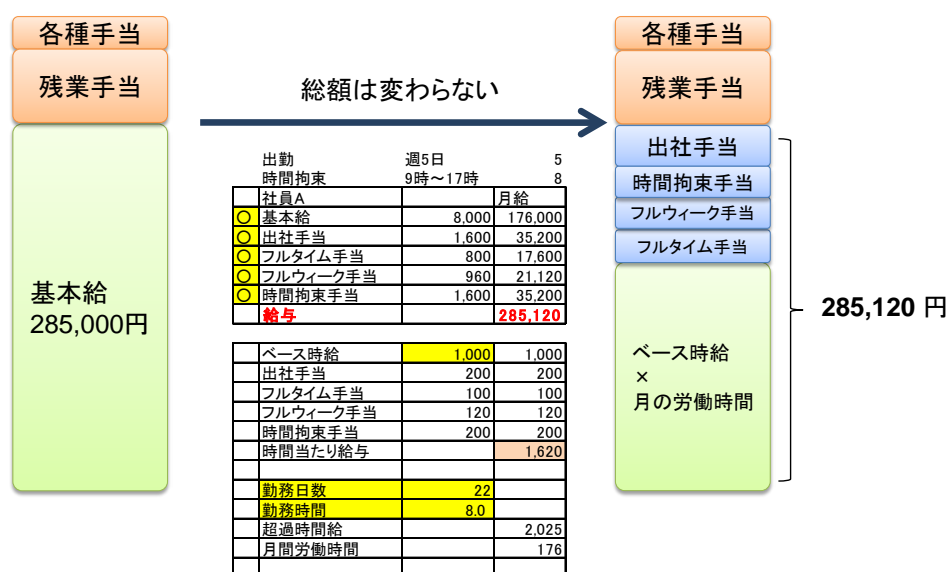 各種手当
残業手当
基本給
285,000円
総額は変わらない
出勤 週5日 5
時間拘束 9時～17時 8
社員A 月給
〇 基本給 8,000 176,000
〇 出社手当 1,600 35,200
〇 フルタイム手当 800 17,600
〇 フルウィーク手当 960 21,120
〇 時間拘束手当 1,600 35,200
給与 285,120
ベース時給 1,000 1,000
出社手当 200 200
フルタイム手当 100 100
フルウィーク手当 120 120
時間拘束手当 200 200
時間当たり給与 1,620
勤務日数 22
勤務時間 8.0
超過時間給 2,025
月間労働時間 176
各種手当
残業手当
出社手当
時間拘束手当
フルウィーク手当
フルタイム手当
ベース時給
×
月の労働時間
285,120 円